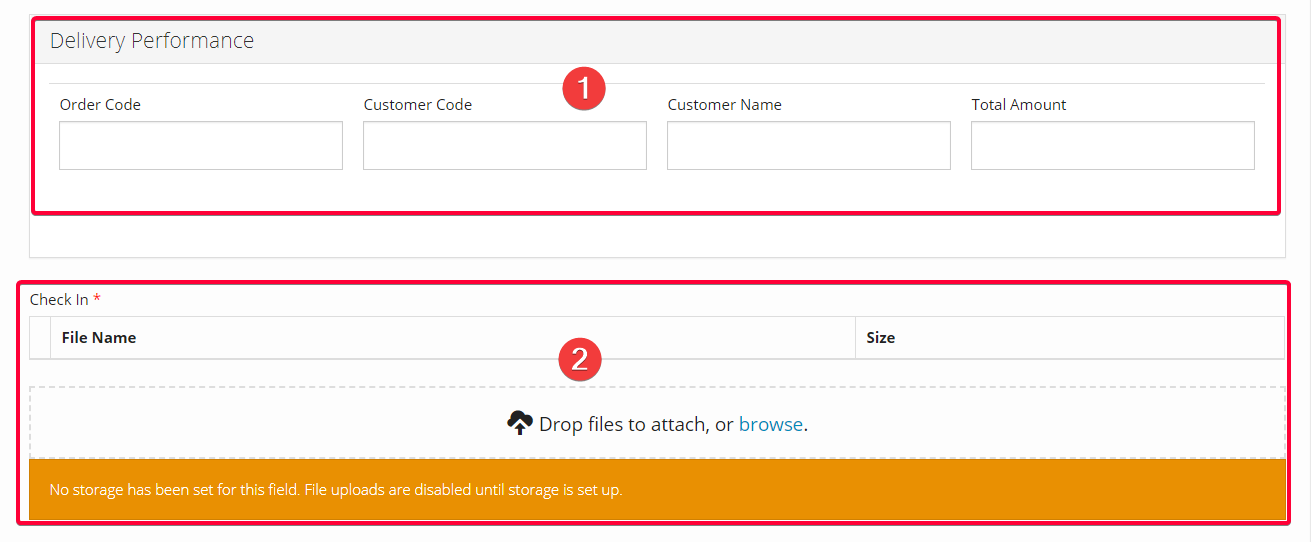 Delivery Performance
1
Order Code Customer Code Customer Name Total Amount
Check In *
File Name Size
2
Drop files to attach, or browse.
No storage has been set for this field. File uploads are disabled until storage is set up.